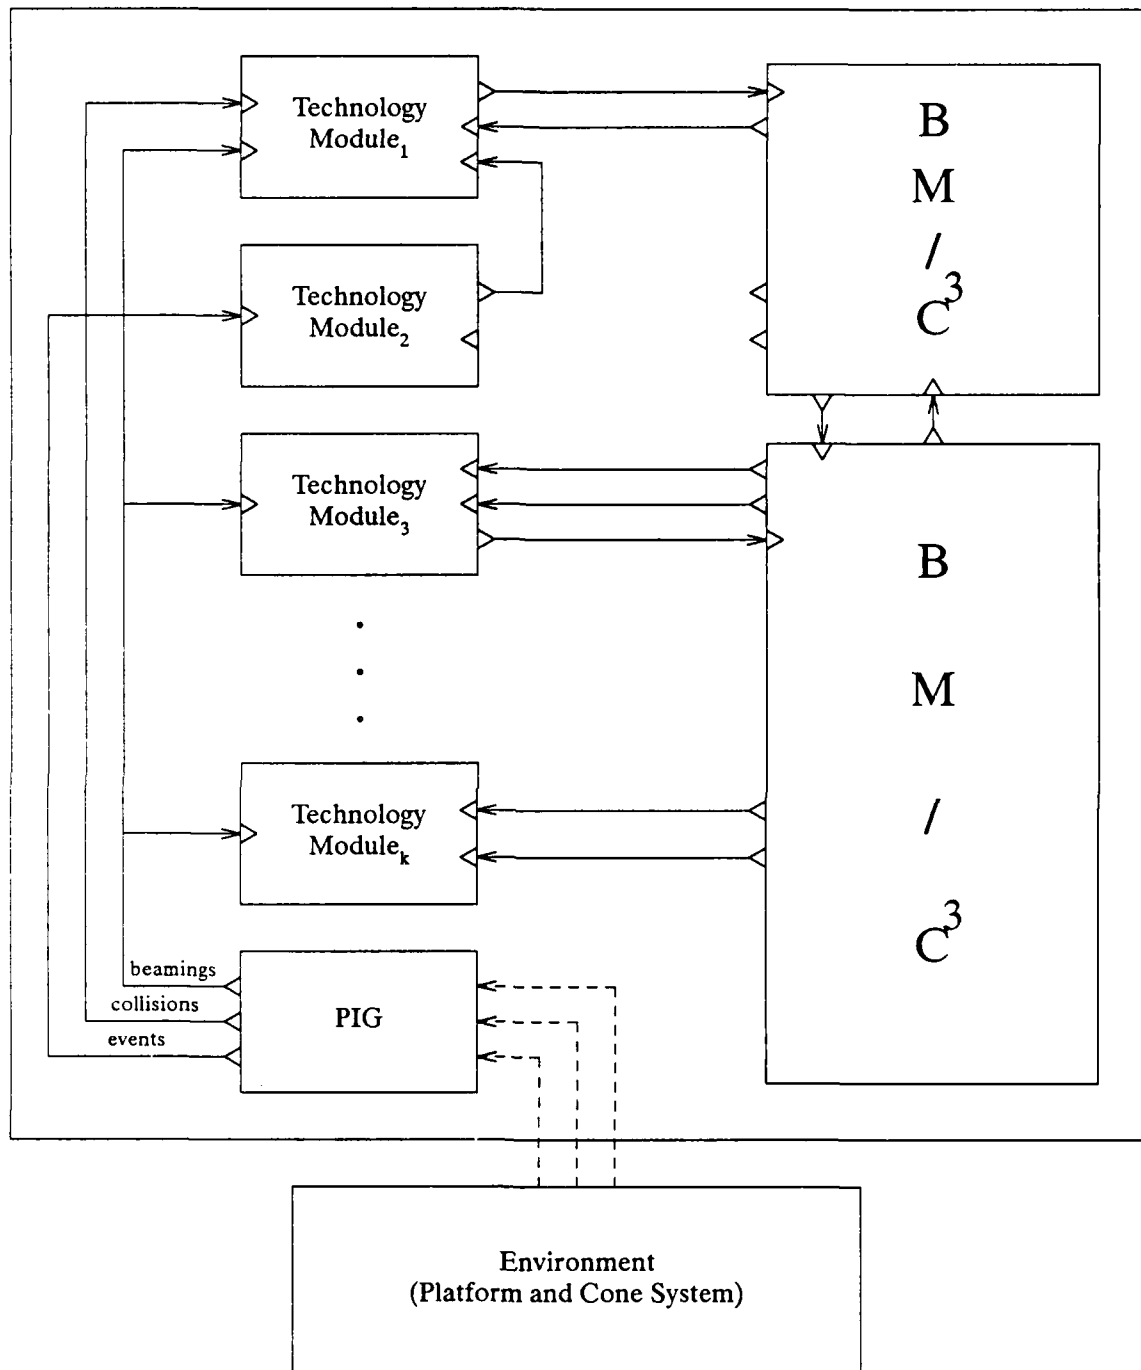 Technology
Module₁
B
M
/
C³
Technology
Module₂
Technology
Module₃
B
M
/
C³
Technology
Moduleₖ
beamings
collisions
events
PIG
Environment
(Platform and Cone System)